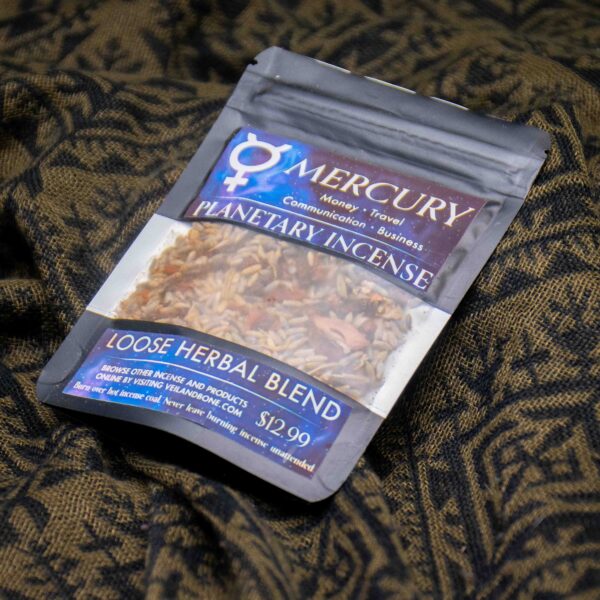 MERCURY
Money • Travel
Communication • Business
PLANETARY INCENSE
LOOSE HERBAL BLEND
BROWSE OTHER INCENSE AND PRODUCTS
ONLINE BY VISITING VEILANDBONE.COM
$12.99
Burn over hot incense coal. Never leave burning incense unattended